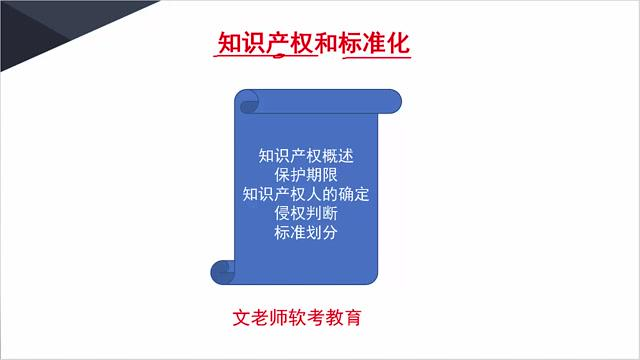 知识产权和标准化
知识产权概述
保护期限
知识产权人的确定
侵权判断
标准划分
文老师软考教育